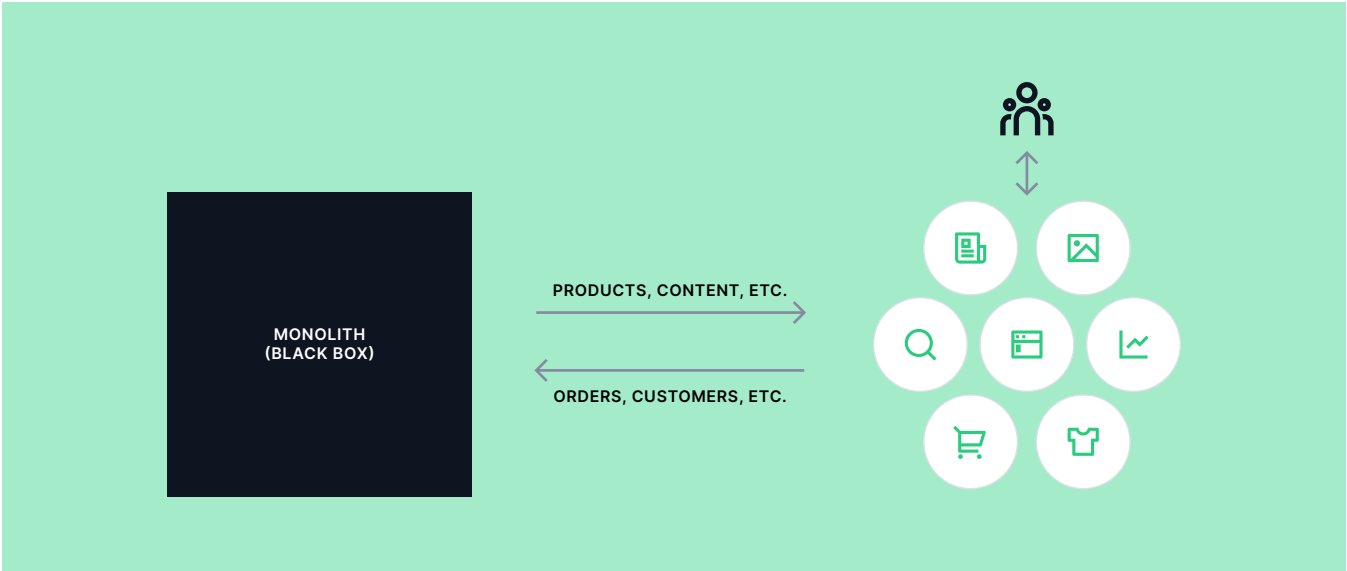 MONOLITH
(BLACK BOX)
PRODUCTS, CONTENT, ETC.
ORDERS, CUSTOMERS, ETC.